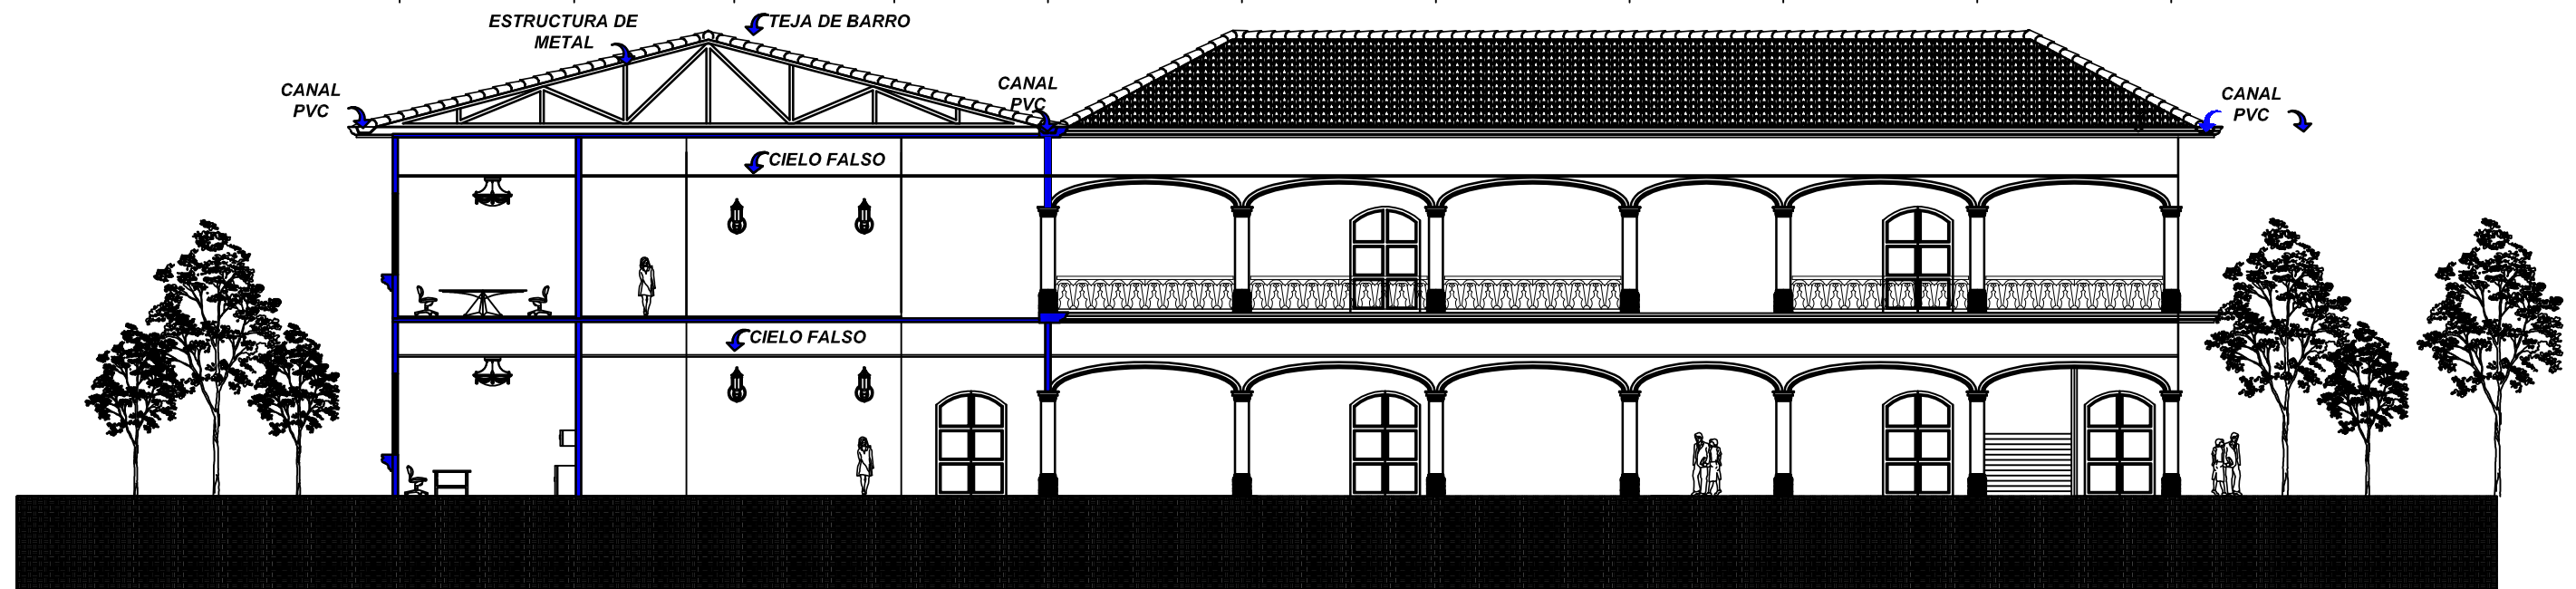 ESTRUCTURA DE
METAL
TEJA DE BARRO
CANAL
PVC
CANAL
PVC
CANAL
PVC
CIELO FALSO
CIELO FALSO